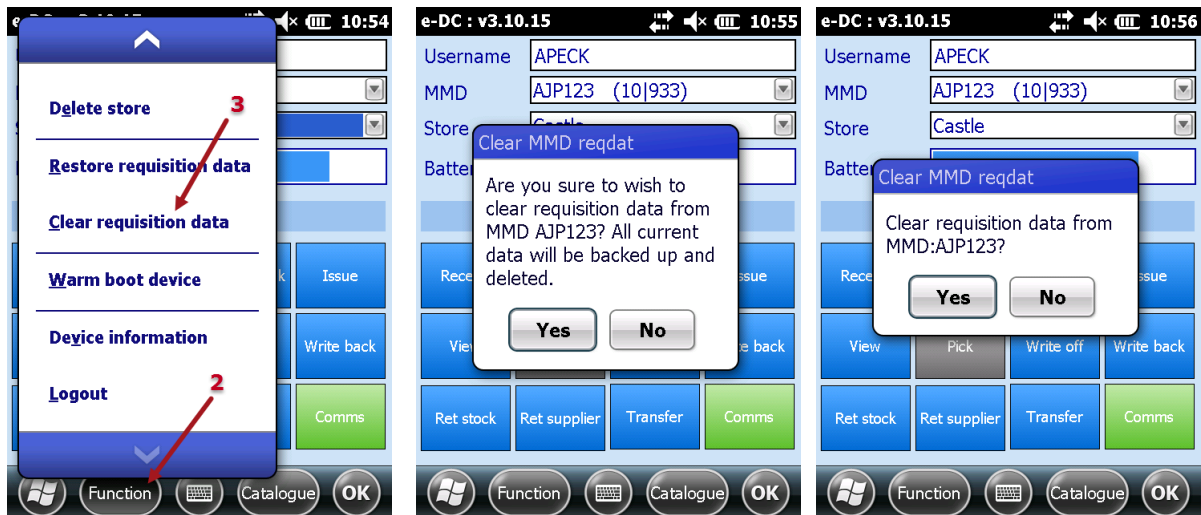 10:54
Delete store
3
Restore requisition data
Clear requisition data
Warm boot device
Device information
2
Logout
Issue
Write back
Comms
Function
Catalogue
OK
e-DC : v3.10.15
10:55
Username
APECK
MMD
AJP123 (10|933)
Store
Castle
Clear MMD reqdat
Are you sure to wish to
clear requisition data from
MMD AJP123? All current
data will be backed up and
deleted.
Yes
No
Ret stock
Ret supplier
Transfer
Comms
Function
Catalogue
OK
e-DC : v3.10.15
10:56
Username
APECK
MMD
AJP123 (10|933)
Store
Castle
Clear MMD reqdat
Clear requisition data from
MMD:AJP123?
Yes
No
View
Pick
Write off
Write back
Ret stock
Ret supplier
Transfer
Comms
Function
Catalogue
OK